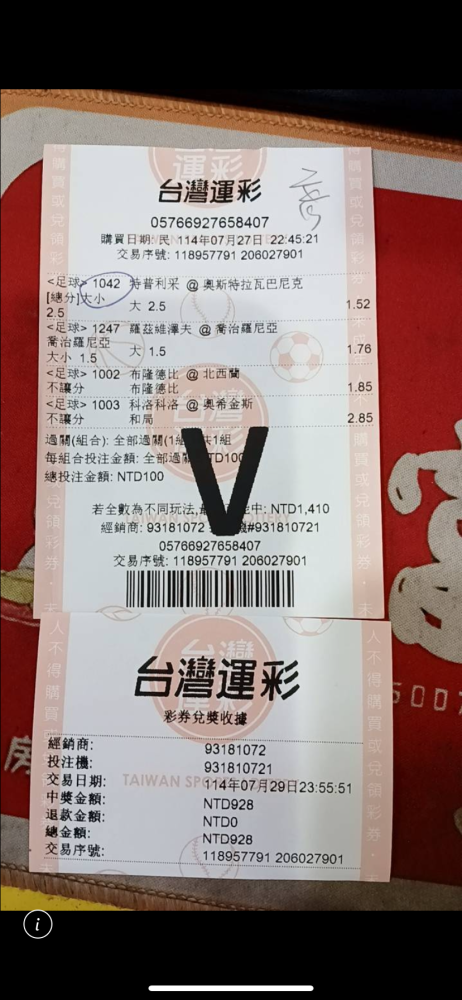 台灣運彩
05766927658407
購買日期: 民 114年07月27日 22:45:21
交易序號: 118957791 206027901
<足球> 1042 特普利采 @ 奧斯特拉瓦巴尼克
[總分]大小 大 2.5 1.52
2.5
<足球> 1247 羅茲維澤夫 @ 喬治羅尼亞
喬治羅尼亞 大 1.5 1.76
大小 1.5
<足球> 1002 布隆德比 @ 北西蘭
不讓分 布隆德比 1.85
<足球> 1003 科洛科洛 @ 奧希金斯
不讓分 和局 2.85
過關(組合): 全部過關(1組 共1組
每組合投注金額: 全部過關 NTD100
總投注金額: NTD100
若全數為不同玩法,最 中: NTD1,410
經銷商: 93181072 機#931810721
05766927658407
交易序號: 118957791 206027901
V
台灣運彩
彩券兌獎收據
經銷商: 93181072
投注機: 931810721
交易日期: 114年07月29日23:55:51
TAIWAN SPORTS
中獎金額: NTD928
退款金額: NTD0
總金額: NTD928
交易序號: 118957791 206027901